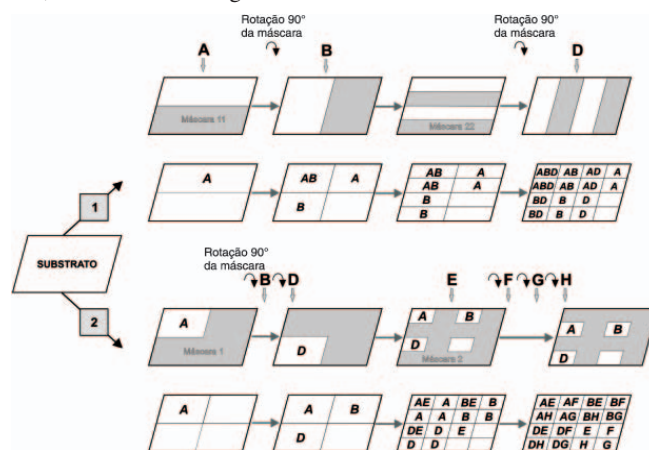 Rotação 90°
da máscara
Rotação 90°
da máscara
A B D
Máscara 11 Máscara 22
A
AB A
B
AB A
AB A
B
B
ABD AB AD A
ABD AB AD A
BD B D
BD B D
1
SUBSTRATO
2
Rotação 90°
da máscara
B D E F G H
A
Máscara 1
D
A B
D
Máscara 2
A B
D
A
A B
D
AE A BE B
A A B B
DE D E
D D
AE AF BE BF
AH AG BH BG
DE DF E F
DH DG H G